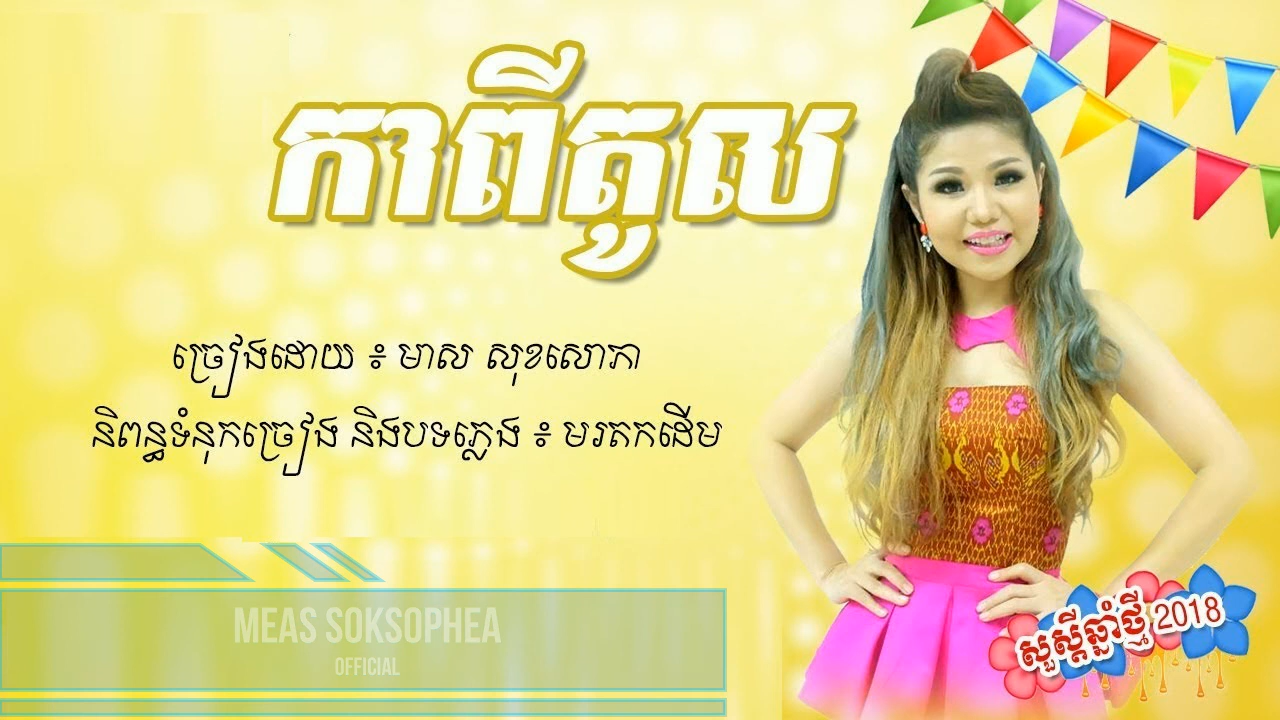 កាពីតូល
ច្រៀងដោយ ៖ មាស សុខសោភា
និពន្ធទំនុកច្រៀង និងបទភ្លេង ៖ មរតកដើម
MEAS SOKSOPHEA
OFFICIAL
សួស្ដីឆ្នាំថ្មី 2018